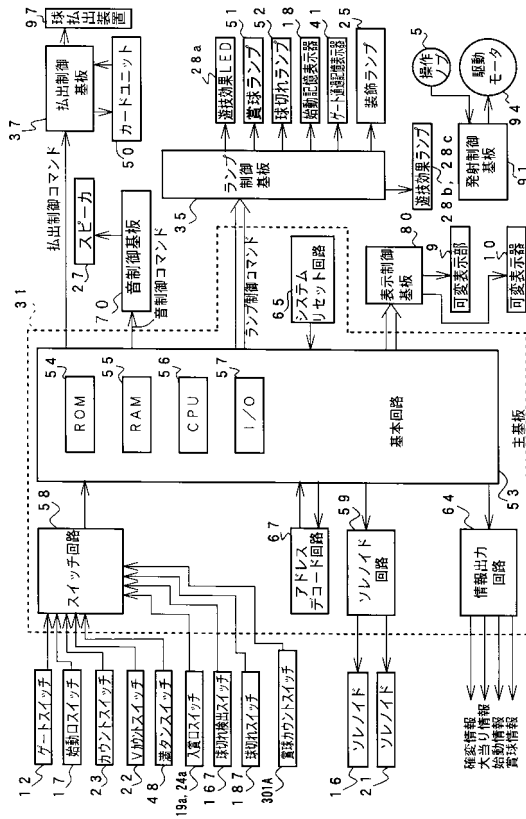 12
ゲートスイッチ
17
始動口スイッチ
23
カウントスイッチ
22
Vカウントスイッチ
48
満タンスイッチ
19a,24a
入賞口スイッチ
167
球切れ検出スイッチ
187
球切れスイッチ
301A
賞球カウントスイッチ
16
ソレノイド
21
ソレノイド
確変情報
大当り情報
始動情報
賞球情報
31
58
スイッチ回路
67
アドレス
デコード回路
59
ソレノイド
回路
64
情報出力
回路
54
ROM
55
RAM
56
CPU
57
I/O
基本回路
53
主基板
65
システム
リセット回路
払出制御コマンド
音制御コマンド
ランプ制御コマンド
27
スピーカ
70
音制御基板
37
払出制御
基板
97
球払出装置
50
カードユニット
35
ランプ
制御基板
28a
遊技効果LED
51
賞球ランプ
52
球切れランプ
18
始動記憶表示器
41
ゲート通過記憶表示器
25
装飾ランプ
遊技効果ランプ
28b,28c
80
表示制御
基板
9
可変表示部
10
可変表示器
5
操作
ノブ
発射制御
基板
91
駆動
モータ
94